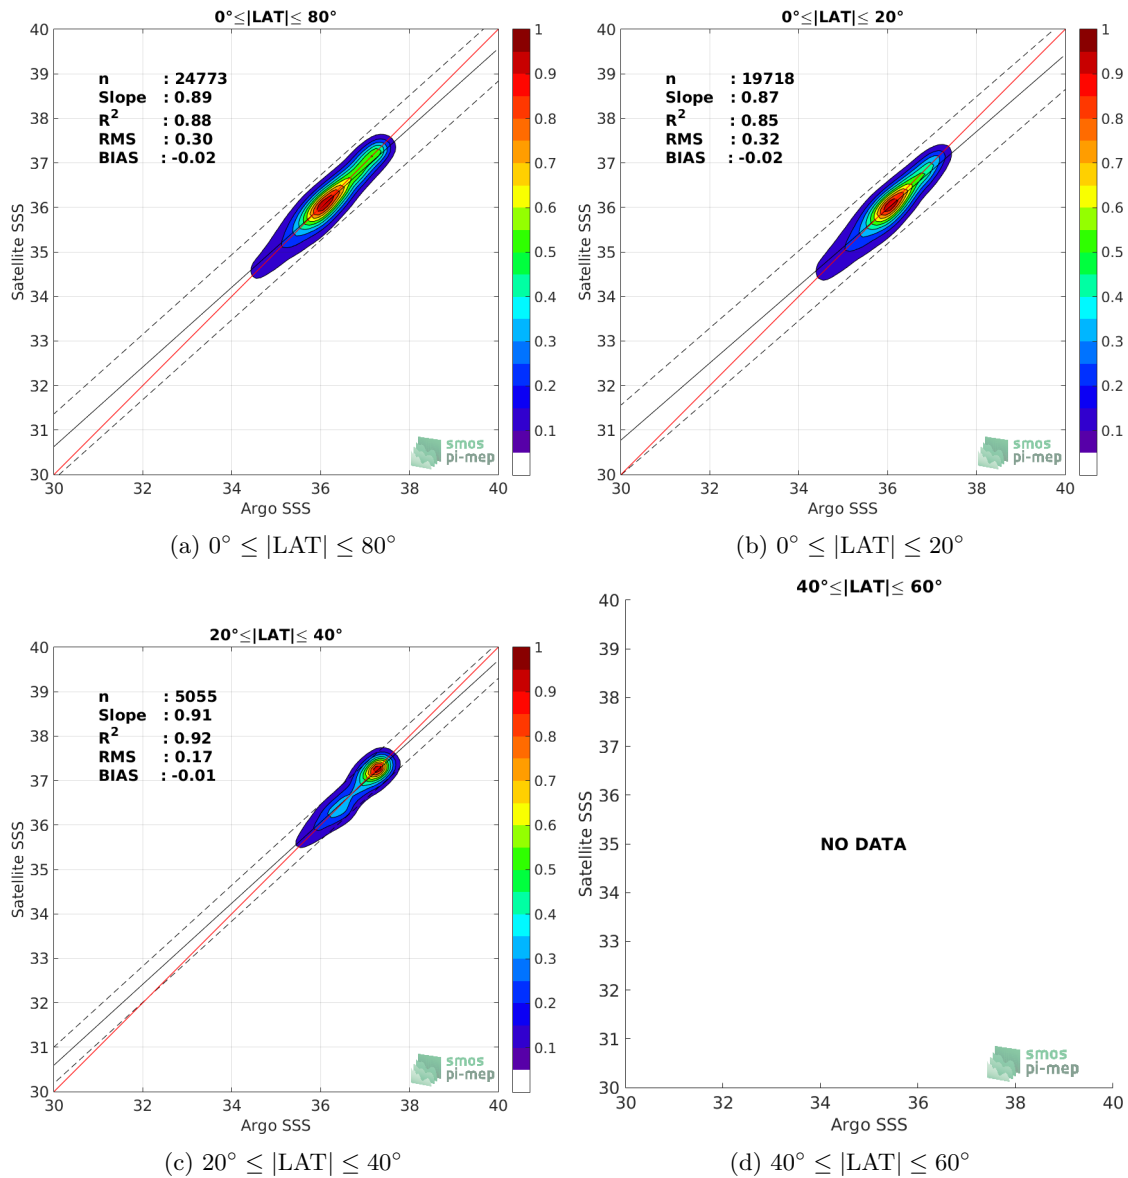 0°≤|LAT|≤ 80°
n : 24773
Slope : 0.89
R² : 0.88
RMS : 0.30
BIAS : -0.02
40
39
38
37
36
35
34
33
32
31
30
Satellite SSS
30 32 34 36 38 40
Argo SSS
1
0.9
0.8
0.7
0.6
0.5
0.4
0.3
0.2
0.1
smos
pi-mep
(a) 0° ≤ |LAT| ≤ 80°
0°≤|LAT|≤ 20°
n : 19718
Slope : 0.87
R² : 0.85
RMS : 0.32
BIAS : -0.02
40
39
38
37
36
35
34
33
32
31
30
Satellite SSS
30 32 34 36 38 40
Argo SSS
1
0.9
0.8
0.7
0.6
0.5
0.4
0.3
0.2
0.1
smos
pi-mep
(b) 0° ≤ |LAT| ≤ 20°
20°≤|LAT|≤ 40°
n : 5055
Slope : 0.91
R² : 0.92
RMS : 0.17
BIAS : -0.01
40
39
38
37
36
35
34
33
32
31
30
Satellite SSS
30 32 34 36 38 40
Argo SSS
1
0.9
0.8
0.7
0.6
0.5
0.4
0.3
0.2
0.1
smos
pi-mep
(c) 20° ≤ |LAT| ≤ 40°
40°≤|LAT|≤ 60°
40
39
38
37
36
35
34
33
32
31
30
Satellite SSS
NO DATA
30 32 34 36 38 40
Argo SSS
smos
pi-mep
(d) 40° ≤ |LAT| ≤ 60°